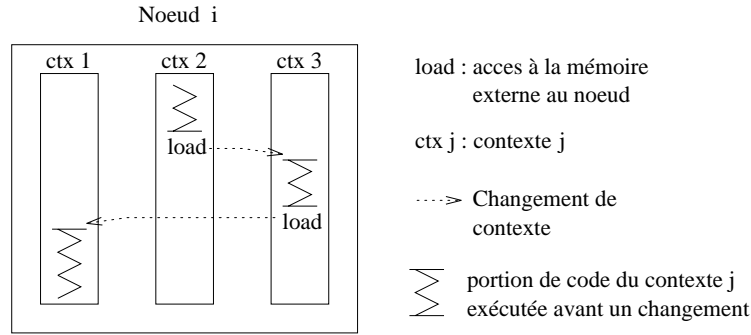 Noeud i
ctx 1
ctx 2
ctx 3
load
load
load : acces à la mémoire
externe au noeud
ctx j : contexte j
Changement de
contexte
portion de code du contexte j
exécutée avant un changement